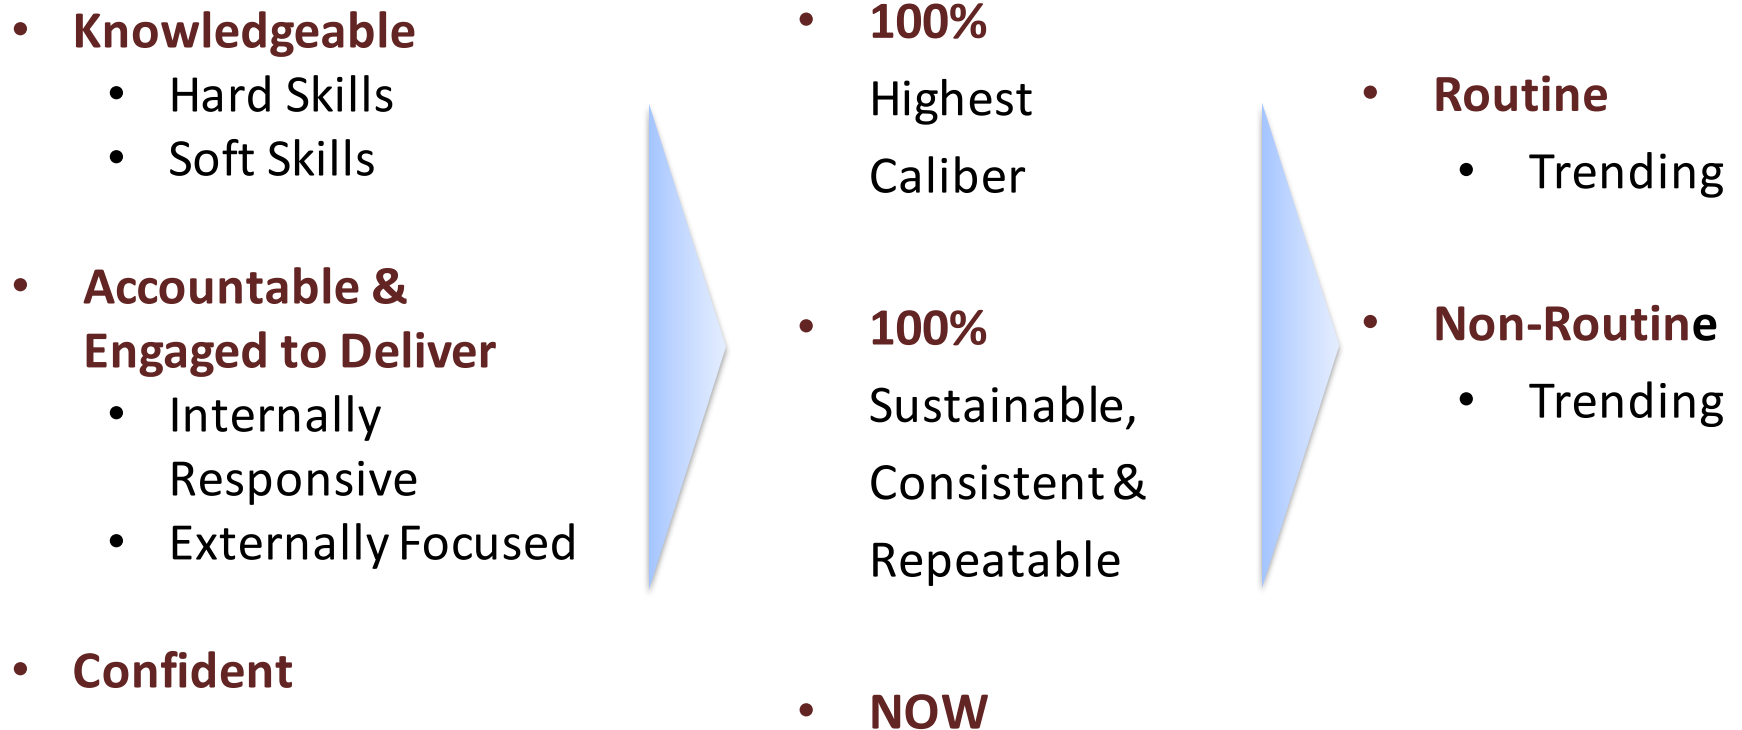 • Knowledgeable
• Hard Skills
• Soft Skills
• Accountable &
Engaged to Deliver
• Internally
Responsive
• Externally Focused
• Confident
• 100%
Highest
Caliber
• 100%
Sustainable,
Consistent &
Repeatable
• NOW
• Routine
• Trending
• Non-Routine
• Trending